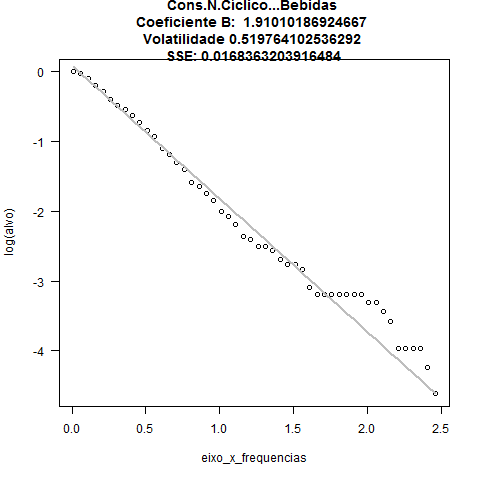 Cons.N.Ciclico...Bebidas
Coeficiente B:  1.91010186924667
Volatilidade 0.519764102536292
SSE: 0.0168363203916484
0
-1
-2
-3
-4
log(alvo)
0.0
0.5
1.0
1.5
2.0
2.5
eixo_x_frequencias